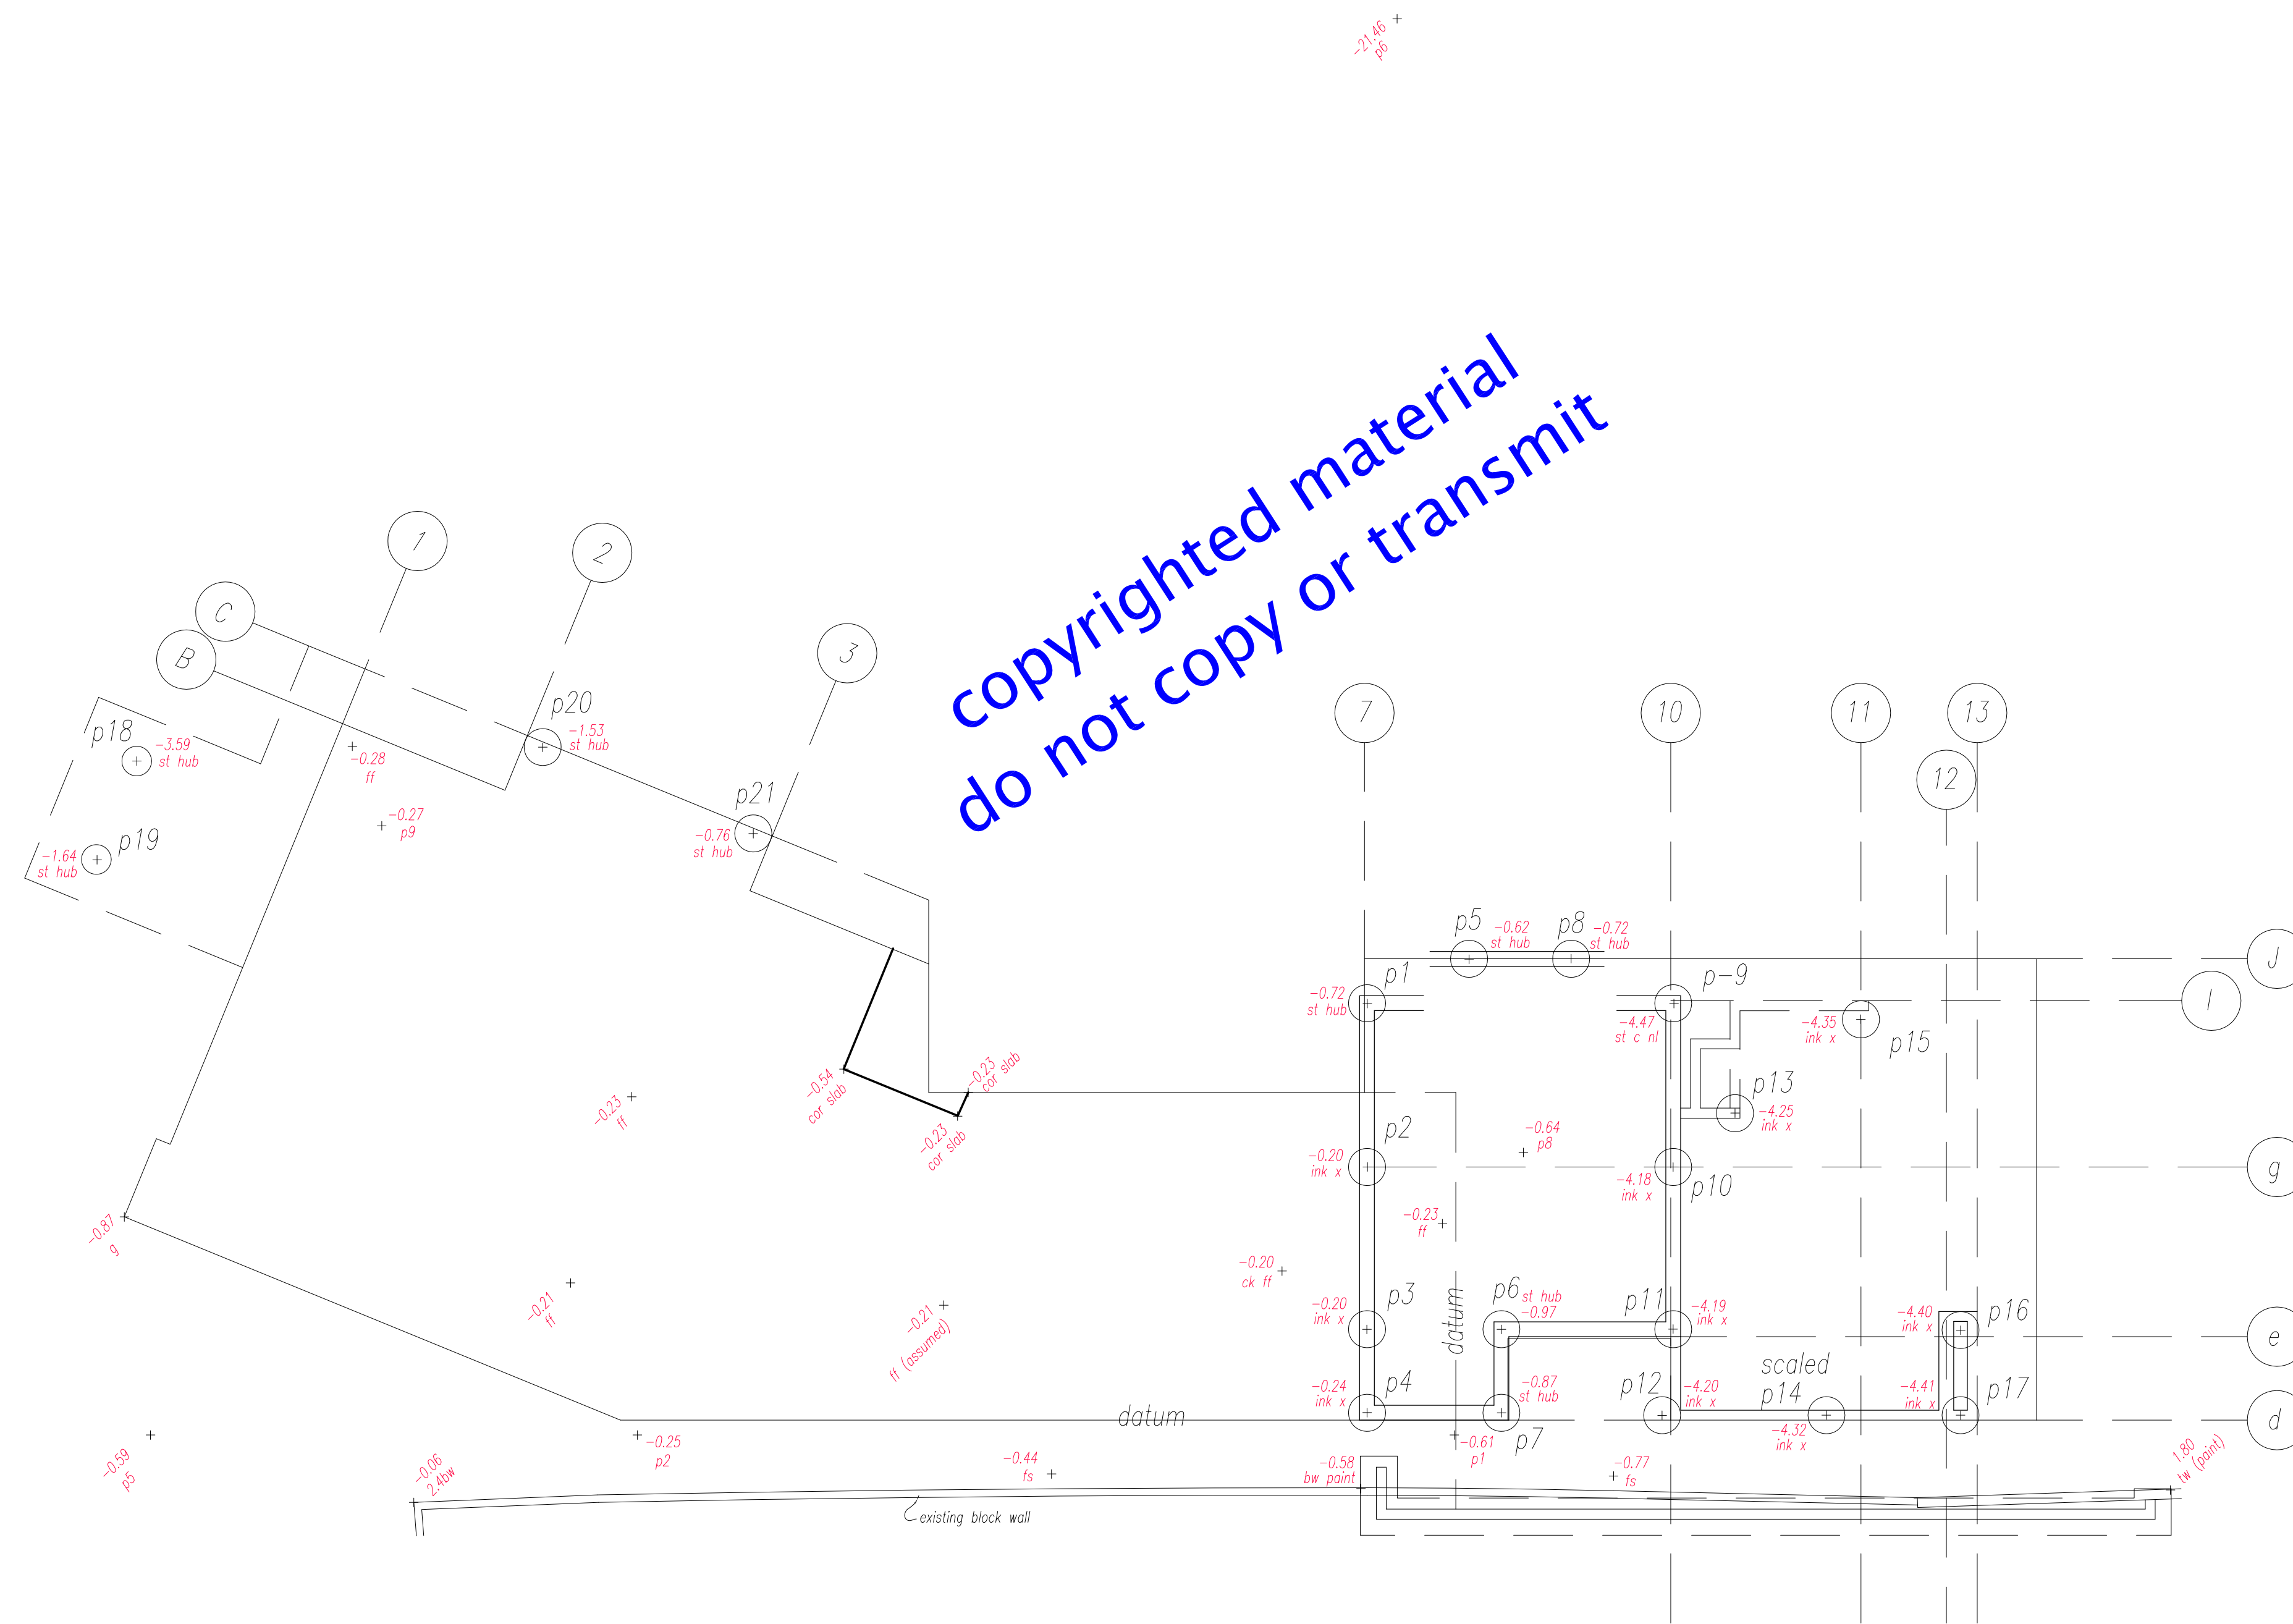 -21.46
p6
copyrighted material
do not copy or transmit
1
2
3
C
B
7
10
11
13
12
p20
-1.53
st hub
p18
-3.59
st hub
-0.28
ff
-0.27
p9
p21
-0.76
st hub
p19
-1.64
st hub
p5
-0.62
st hub
p8
-0.72
st hub
J
p1
-0.72
st hub
p-9
-4.47
st c nl
I
-4.35
ink x
p15
-0.54
cor slab
-0.23
cor slab
-0.23
cor slab
-0.23
ff
p13
-4.25
ink x
p2
-0.20
ink x
-0.64
p8
g
-4.18
ink x
p10
-0.87
g
-0.23
ff
-0.20
ck ff
-0.21
ff
-0.21
ff (assumed)
p3
-0.20
ink x
p6
st hub
-0.97
p11
-4.19
ink x
-4.40
ink x
p16
e
datum
scaled
p4
-0.24
ink x
-0.87
st hub
p7
p12
-4.20
ink x
p14
-4.32
ink x
-4.41
ink x
p17
d
datum
-0.59
p5
-0.06
2.4bw
-0.25
p2
-0.44
fs
-0.58
bw paint
-0.61
p1
-0.77
fs
1.80
tw (paint)
existing block wall